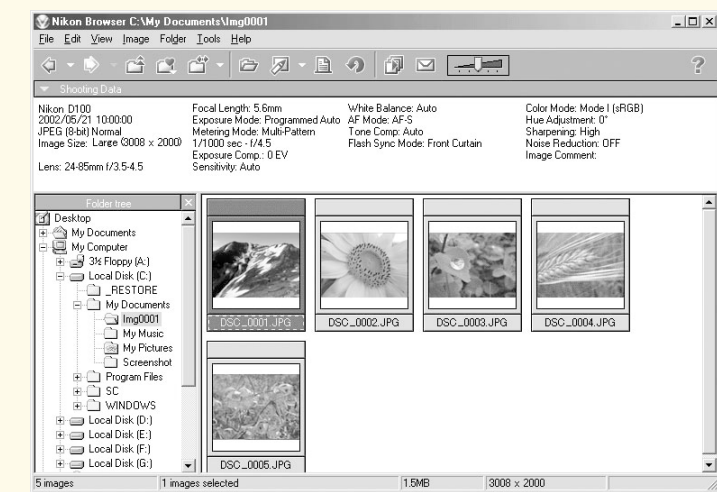 Nikon Browser C:\My Documents\Img0001
File Edit View Image Folder Tools Help
?
Shooting Data
Nikon D100
2002/05/21 10:00:00
JPEG (8-bit) Normal
Image Size: Large (3008 x 2000)
Lens: 24-85mm f/3.5-4.5
Focal Length: 5.6mm
Exposure Mode: Programmed Auto
Metering Mode: Multi-Pattern
1/1000 sec - f/4.5
Exposure Comp.: 0 EV
Sensitivity: Auto
White Balance: Auto
AF Mode: AF-S
Tone Comp: Auto
Flash Sync Mode: Front Curtain
Color Mode: Mode I (sRGB)
Hue Adjustment: 0°
Sharpening: High
Noise Reduction: OFF
Image Comment:
Folder tree
Desktop
My Documents
My Computer
3½ Floppy (A:)
Local Disk (C:)
_RESTORE
My Documents
Img0001
My Music
My Pictures
Screenshot
Program Files
SC
WINDOWS
Local Disk (D:)
Local Disk (E:)
Local Disk (F:)
Local Disk (G:)
DSC_0001.JPG
DSC_0002.JPG
DSC_0003.JPG
DSC_0004.JPG
DSC_0005.JPG
5 images
1 images selected
1.5MB
3008 x 2000